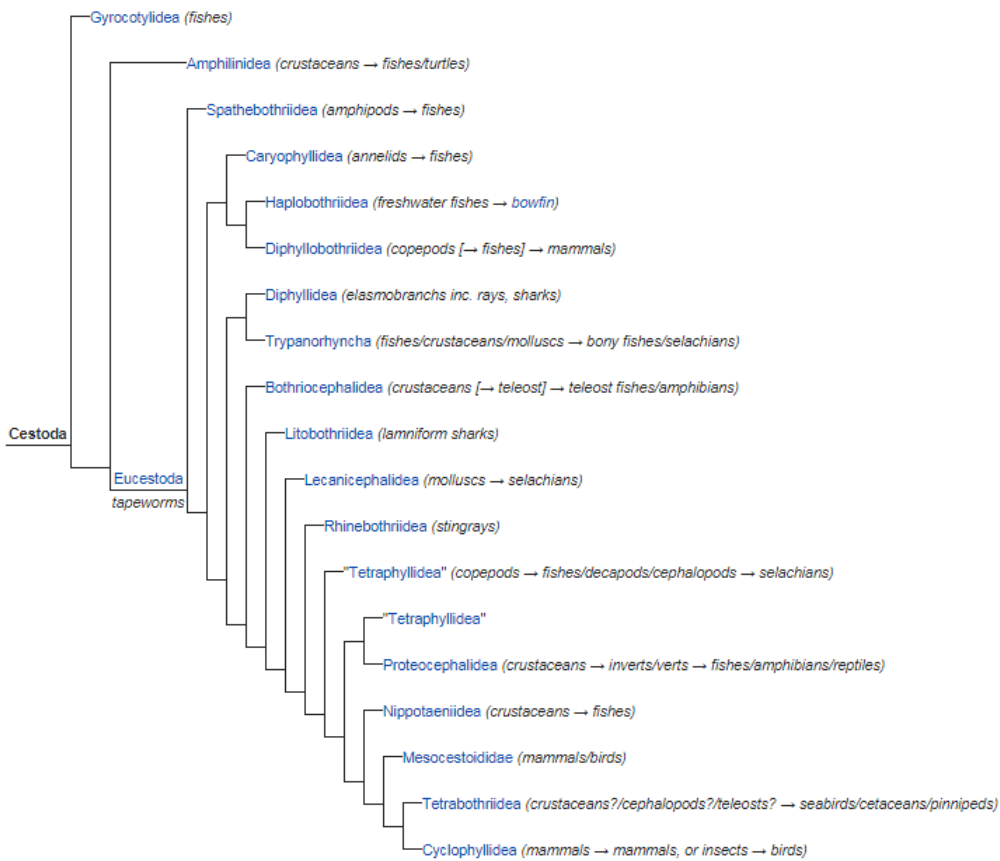 Gyrocotylidea (fishes)
Amphilinidea (crustaceans → fishes/turtles)
Spathebothriidea (amphipods → fishes)
Caryophyllidea (annelids → fishes)
Haplobothriidea (freshwater fishes → bowfin)
Diphyllobothriidea (copepods [→ fishes] → mammals)
Diphyllidea (elasmobranchs inc. rays, sharks)
Trypanorhyncha (fishes/crustaceans/molluscs → bony fishes/selachians)
Bothriocephalidea (crustaceans [→ teleost] → teleost fishes/amphibians)
Cestoda
Litobothriidea (lamniform sharks)
Eucestoda
Lecanicephalidea (molluscs → selachians)
tapeworms
Rhinebothriidea (stingrays)
"Tetraphyllidea" (copepods → fishes/decapods/cephalopods → selachians)
"Tetraphyllidea"
Proteocephalidea (crustaceans → inverts/verts → fishes/amphibians/reptiles)
Nippotaeniidea (crustaceans → fishes)
Mesocestoididae (mammals/birds)
Tetrabothriidea (crustaceans?/cephalopods?/teleosts? → seabirds/cetaceans/pinnipeds)
Cyclophyllidea (mammals → mammals, or insects → birds)